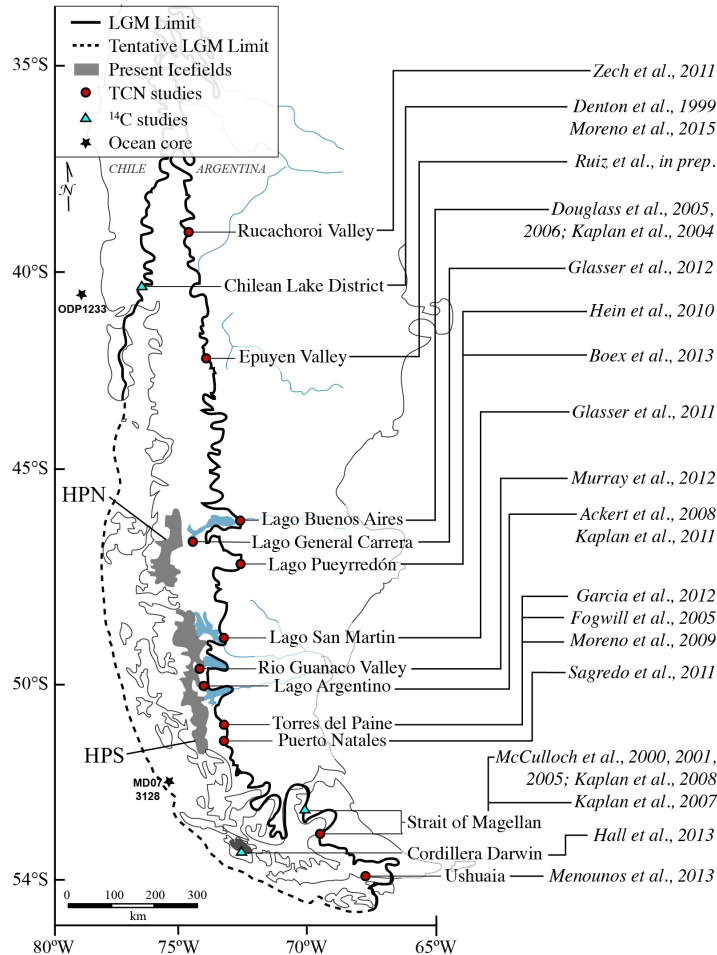 LGM Limit
Tentative LGM Limit
Present Icefields
TCN studies
¹⁴C studies
Ocean core
35°S
40°S
45°S
50°S
54°S
80°W
75°W
70°W
65°W
N
CHILE
ARGENTINA
ODP1233
HPN
HPS
MD07
3128
0 100 200 300
km
Rucachoroi Valley
Chilean Lake District
Epuyen Valley
Lago Buenos Aires
Lago General Carrera
Lago Pueyrredón
Lago San Martin
Rio Guanaco Valley
Lago Argentino
Torres del Paine
Puerto Natales
Strait of Magellan
Cordillera Darwin
Ushuaia
Zech et al., 2011
Denton et al., 1999
Moreno et al., 2015
Ruiz et al., in prep.
Douglass et al., 2005,
2006; Kaplan et al., 2004
Glasser et al., 2012
Hein et al., 2010
Boex et al., 2013
Glasser et al., 2011
Murray et al., 2012
Ackert et al., 2008
Kaplan et al., 2011
Garcia et al., 2012
Fogwill et al., 2005
Moreno et al., 2009
Sagredo et al., 2011
McCulloch et al., 2000, 2001,
2005; Kaplan et al., 2008
Kaplan et al., 2007
Hall et al., 2013
Menounos et al., 2013